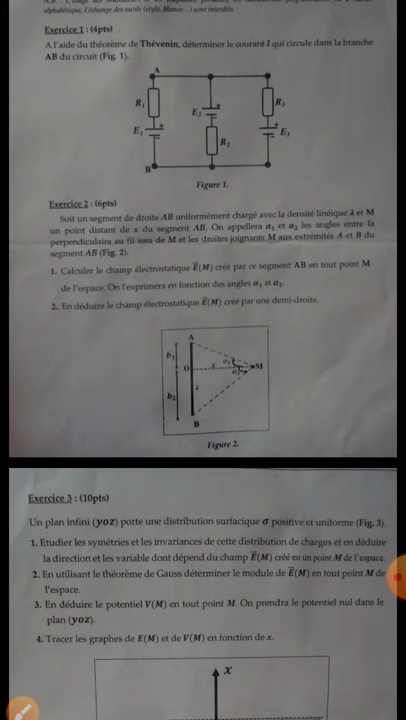 alphabétique, l'échange des outils (stylo, blanco…) sont interdits.
Exercice 1 : (4pts)
A l'aide du théorème de Thévenin, déterminer le courant I qui circule dans la branche
AB du circuit (Fig. 1).
A
R₁
E₂
R₃
E₁
R₂
E₃
B
Figure 1.
Exercice 2 : (6pts)
Soit un segment de droite AB uniformément chargé avec la densité linéique λ et M
un point distant de x du segment AB. On appellera α₁ et α₂ les angles entre la
perpendiculaire au fil issu de M et les droites joignants M aux extrémités A et B du
segment AB (Fig. 2).
1. Calculer le champ électrostatique E⃗(M) créé par ce segment AB en tout point M
de l'espace. On l'exprimera en fonction des angles α₁ et α₂.
2. En déduire le champ électrostatique E⃗(M) créé par une demi-droite.
A
b₁
α₁
O
x
M
α₂
b₂
λ
B
Figure 2.
Exercice 3 : (10pts)
Un plan infini (yoz) porte une distribution surfacique σ positive et uniforme (Fig. 3).
1. Etudier les symétries et les invariances de cette distribution de charges et en déduire
la direction et les variable dont dépend du champ E⃗(M) créé en un point M de l'espace.
2. En utilisant le théorème de Gauss déterminer le module de E⃗(M) en tout point M de
l'espace.
3. En déduire le potentiel V(M) en tout point M. On prendra le potentiel nul dans le
plan (yoz).
4. Tracer les graphes de E(M) et de V(M) en fonction de x.
x